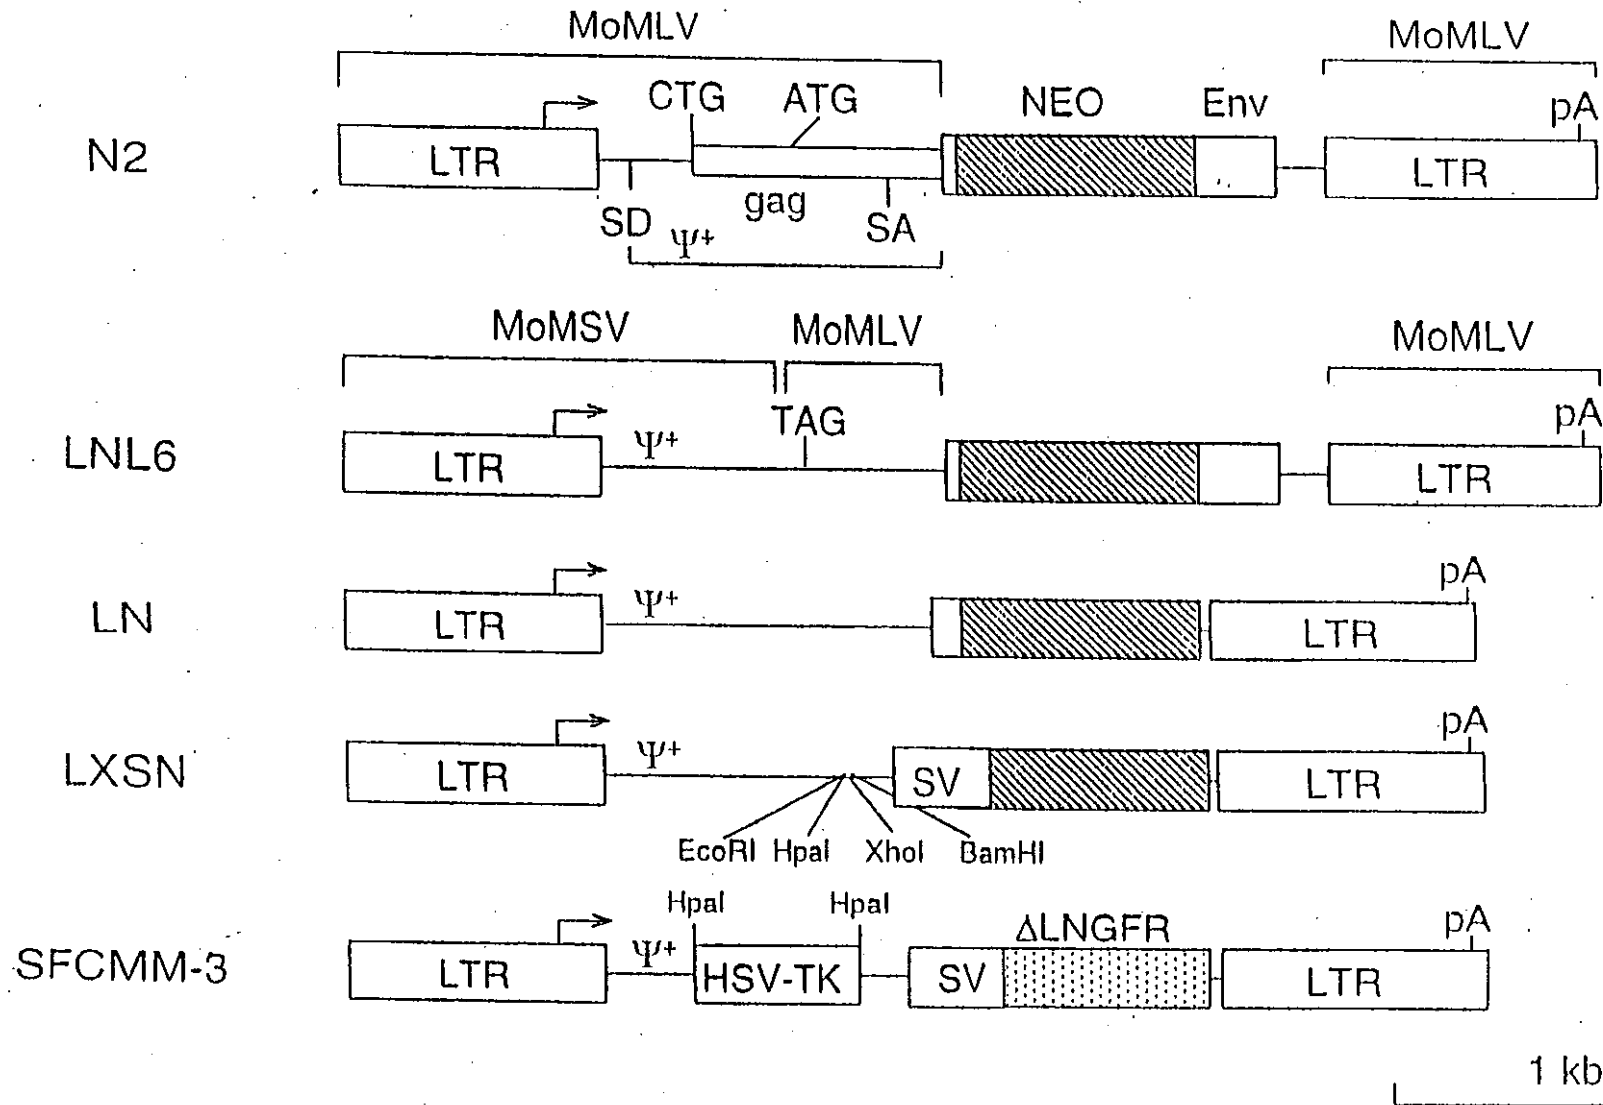 MoMLV MoMLV
CTG ATG NEO Env pA
N2 LTR LTR
SD gag SA
Ψ+
MoMSV MoMLV MoMLV
TAG pA
LNL6 LTR Ψ+ LTR
pA
LN LTR Ψ+ LTR
pA
LXSN LTR Ψ+ SV LTR
EcoRI HpaI XhoI BamHI
HpaI HpaI ΔLNGFR pA
SFCMM-3 LTR Ψ+ HSV-TK SV LTR
1 kb